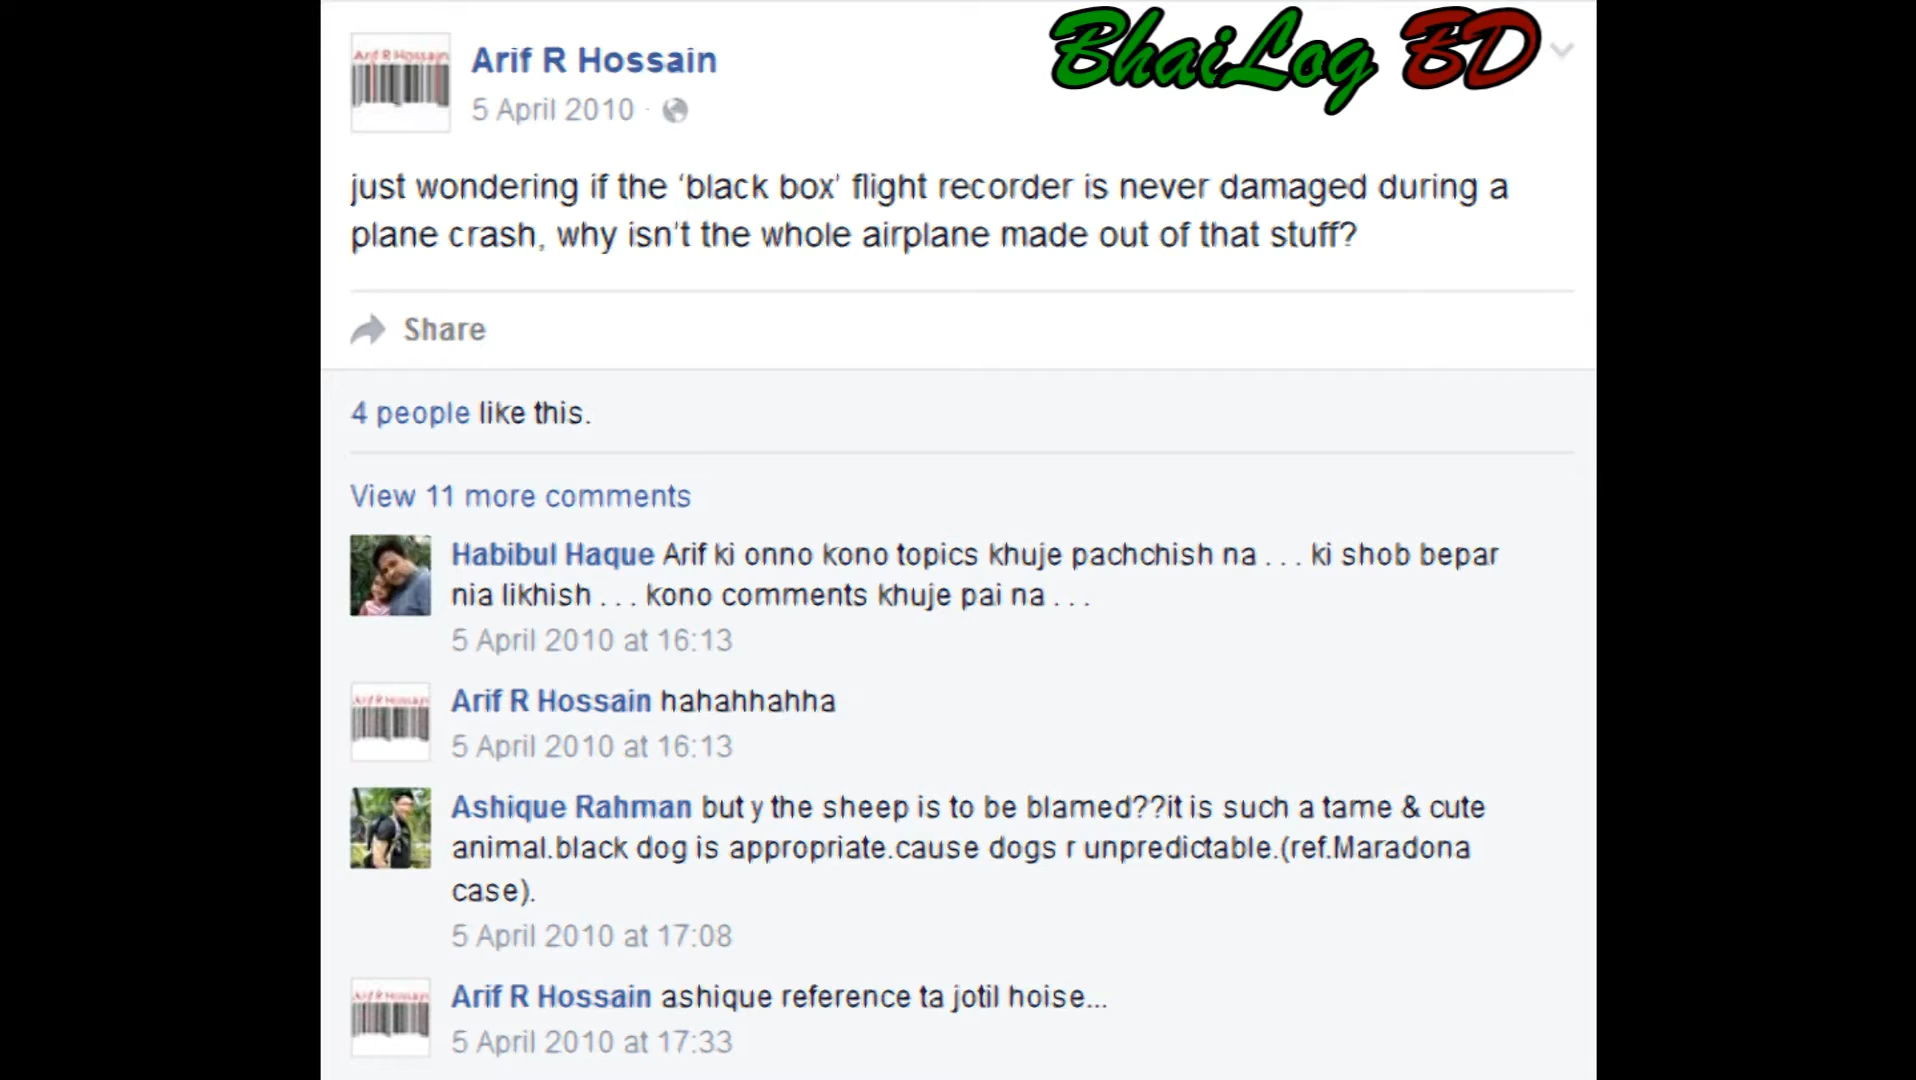 BhaiLog BD
Arif R Hossain
Arif R Hossain
5 April 2010 ·
just wondering if the ‘black box’ flight recorder is never damaged during a
plane crash, why isn't the whole airplane made out of that stuff?
Share
4 people like this.
View 11 more comments
Habibul Haque Arif ki onno kono topics khuje pachchish na . . . ki shob bepar
nia likhish . . . kono comments khuje pai na . . .
5 April 2010 at 16:13
Arif R Hossain
Arif R Hossain hahahhahha
5 April 2010 at 16:13
Ashique Rahman but y the sheep is to be blamed??it is such a tame & cute
animal.black dog is appropriate.cause dogs r unpredictable.(ref.Maradona
case).
5 April 2010 at 17:08
Arif R Hossain
Arif R Hossain ashique reference ta jotil hoise...
5 April 2010 at 17:33